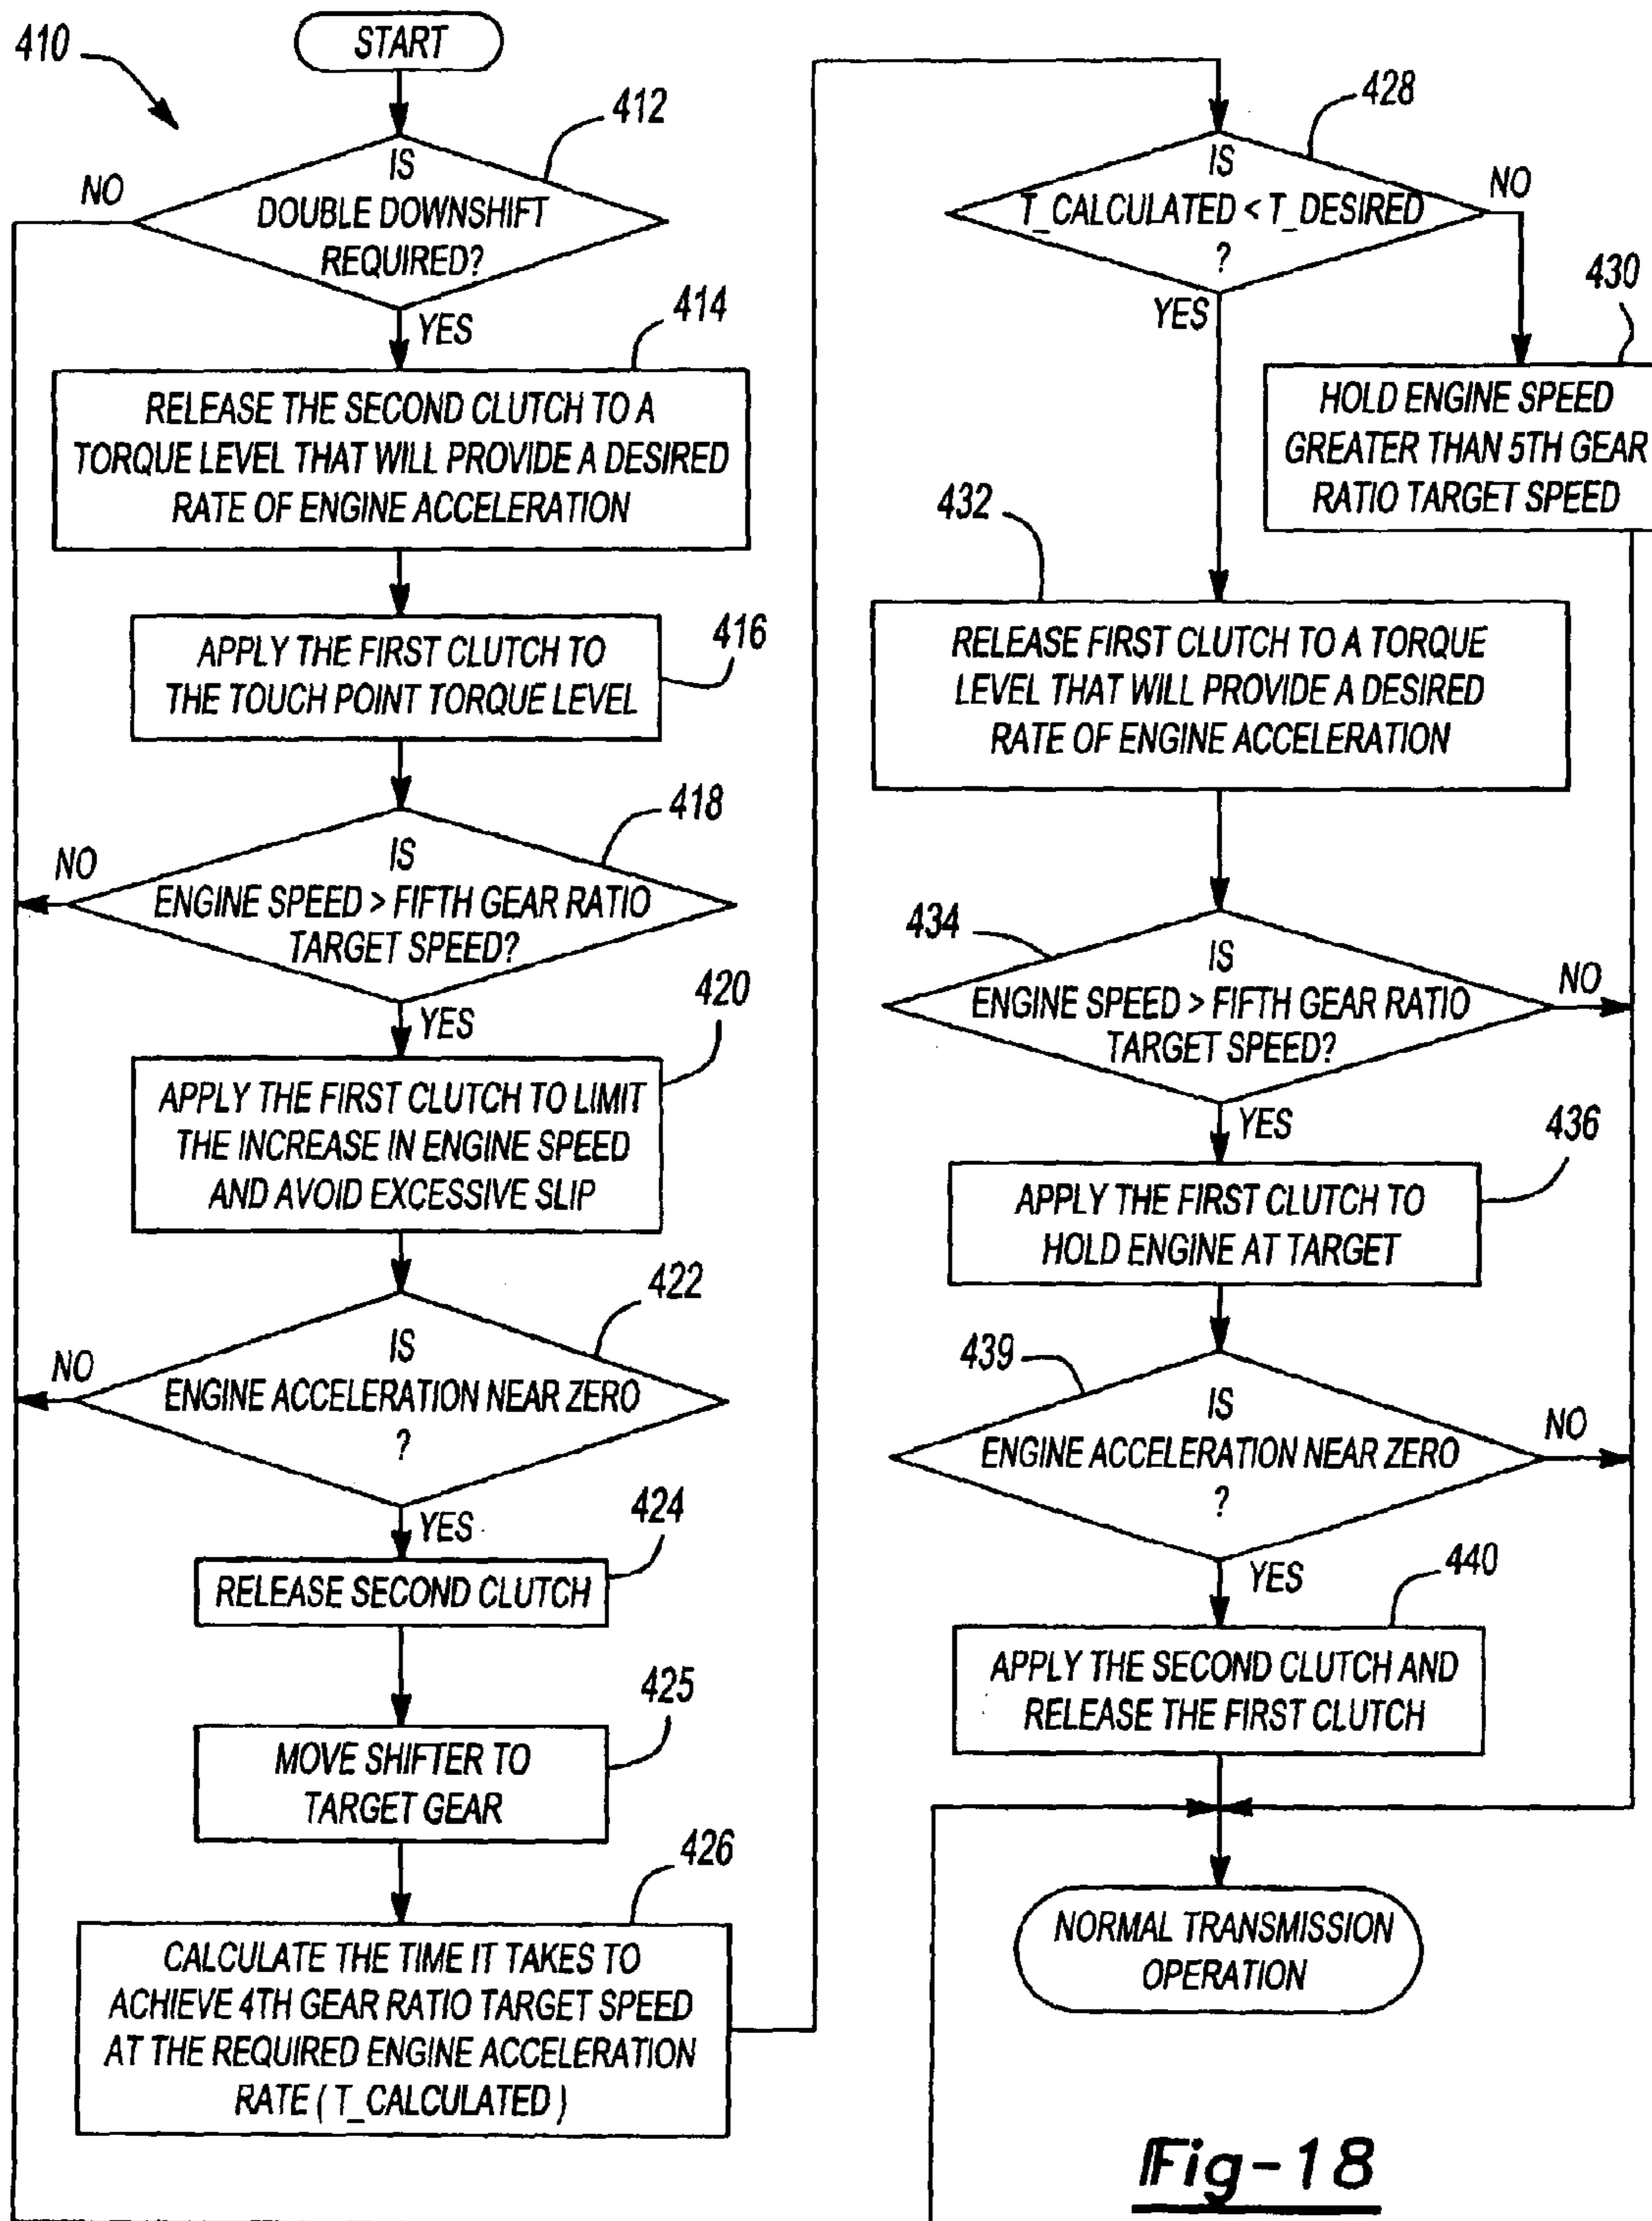 410
START
412
NO
IS
DOUBLE DOWNSHIFT
REQUIRED?
YES
414
RELEASE THE SECOND CLUTCH TO A
TORQUE LEVEL THAT WILL PROVIDE A DESIRED
RATE OF ENGINE ACCELERATION
416
APPLY THE FIRST CLUTCH TO
THE TOUCH POINT TORQUE LEVEL
418
NO
IS
ENGINE SPEED > FIFTH GEAR RATIO
TARGET SPEED?
YES
420
APPLY THE FIRST CLUTCH TO LIMIT
THE INCREASE IN ENGINE SPEED
AND AVOID EXCESSIVE SLIP
422
NO
IS
ENGINE ACCELERATION NEAR ZERO
?
YES
424
RELEASE SECOND CLUTCH
425
MOVE SHIFTER TO
TARGET GEAR
426
CALCULATE THE TIME IT TAKES TO
ACHIEVE 4TH GEAR RATIO TARGET SPEED
AT THE REQUIRED ENGINE ACCELERATION
RATE ( T_CALCULATED )
428
IS
T_CALCULATED < T_DESIRED
?
NO
YES
430
HOLD ENGINE SPEED
GREATER THAN 5TH GEAR
RATIO TARGET SPEED
432
RELEASE FIRST CLUTCH TO A TORQUE
LEVEL THAT WILL PROVIDE A DESIRED
RATE OF ENGINE ACCELERATION
434
IS
ENGINE SPEED > FIFTH GEAR RATIO
TARGET SPEED?
NO
YES
436
APPLY THE FIRST CLUTCH TO
HOLD ENGINE AT TARGET
439
IS
ENGINE ACCELERATION NEAR ZERO
?
NO
YES
440
APPLY THE SECOND CLUTCH AND
RELEASE THE FIRST CLUTCH
NORMAL TRANSMISSION
OPERATION
Fig-18